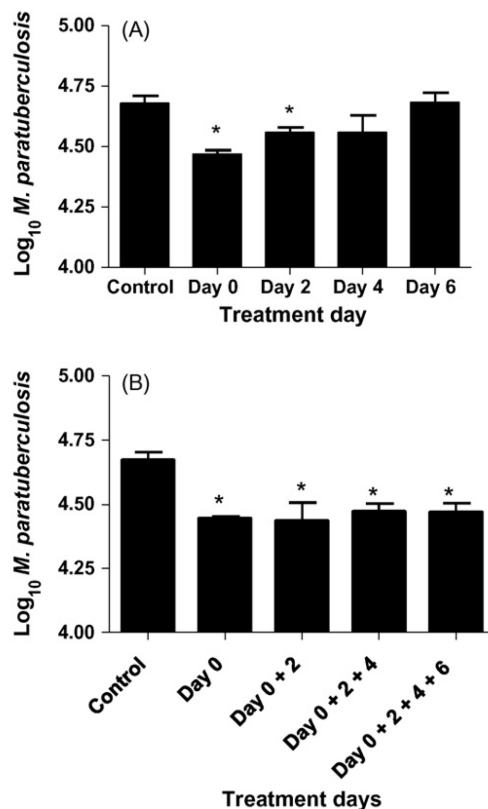 (A)
Log10 M. paratuberculosis
5.00
4.75
4.50
4.25
4.00
* *
Control Day 0 Day 2 Day 4 Day 6
Treatment day
(B)
Log10 M. paratuberculosis
5.00
4.75
4.50
4.25
4.00
* * * *
Control
Day 0
Day 0 + 2
Day 0 + 2 + 4
Day 0 + 2 + 4 + 6
Treatment days